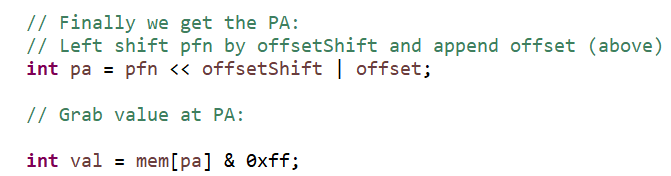 // Finally we get the PA:
// Left shift pfn by offsetShift and append offset (above)
int pa = pfn << offsetShift | offset;
// Grab value at PA:
int val = mem[pa] & 0xff;